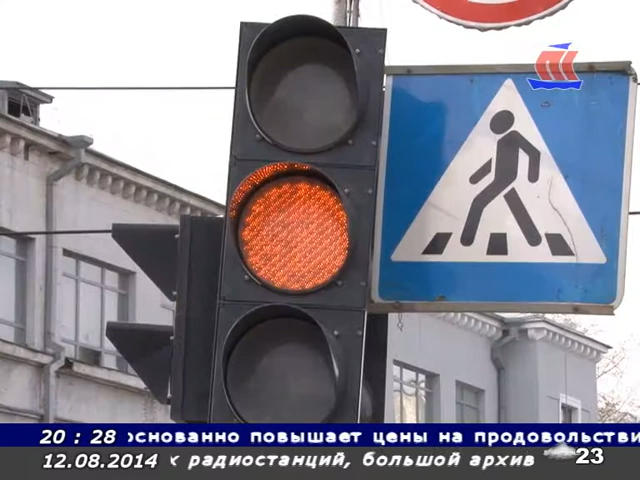 20 : 28 основанно повышает цены на продовольстви
12.08.2014 к радиостанций, большой архив 23